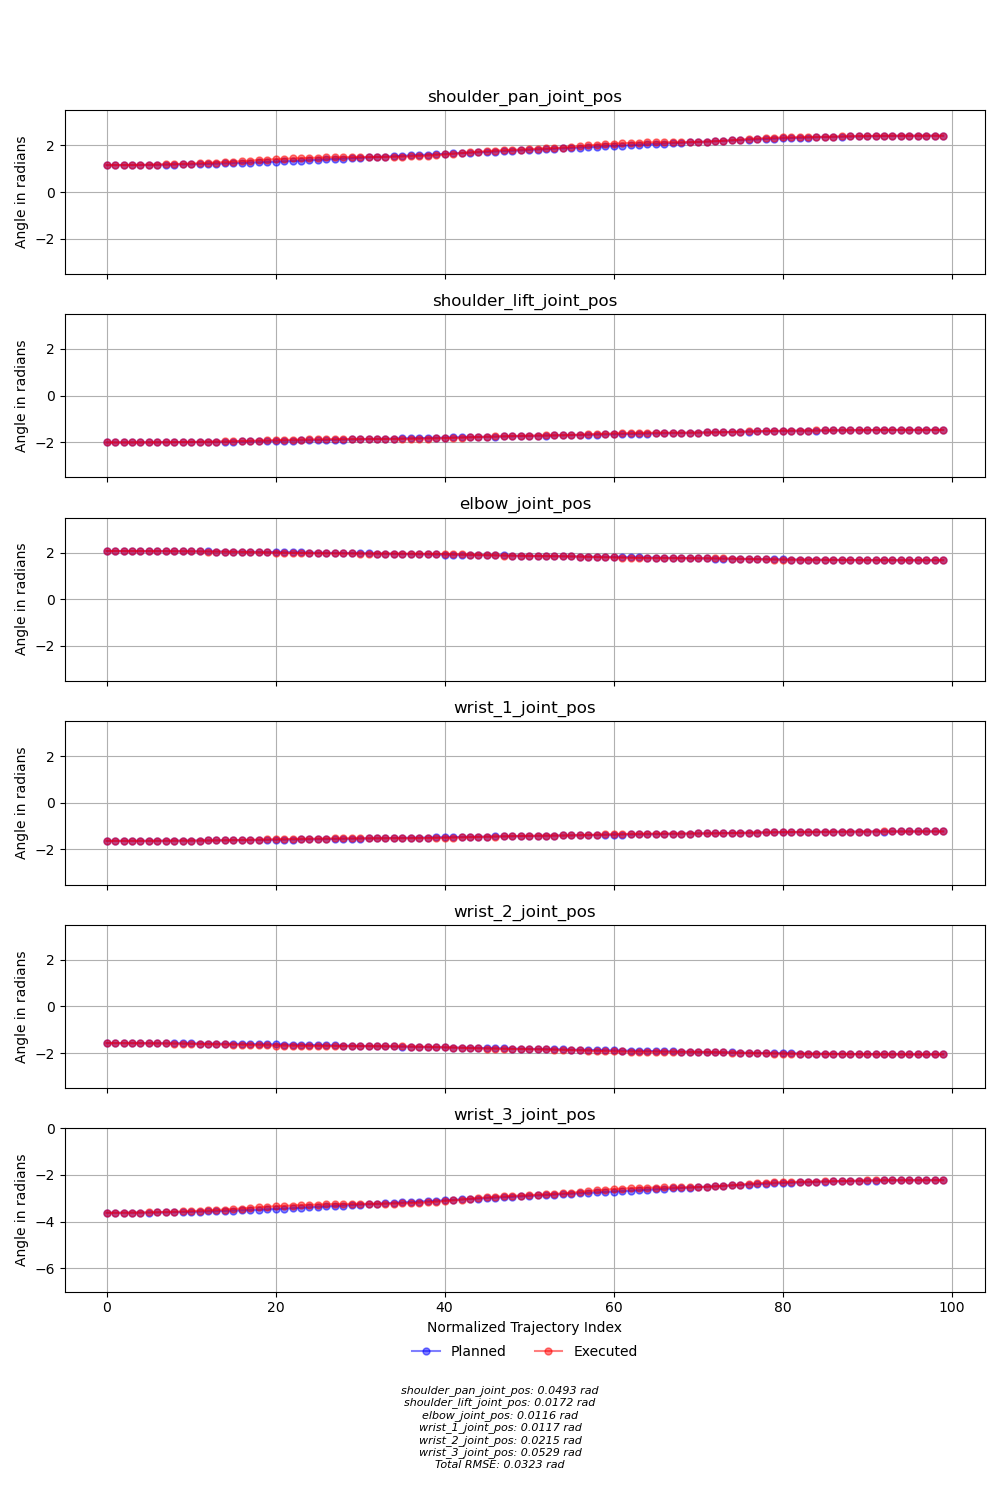 shoulder_pan_joint_pos
Angle in radians
2
0
−2
shoulder_lift_joint_pos
Angle in radians
2
0
−2
elbow_joint_pos
Angle in radians
2
0
−2
wrist_1_joint_pos
Angle in radians
2
0
−2
wrist_2_joint_pos
Angle in radians
2
0
−2
wrist_3_joint_pos
Angle in radians
0
−2
−4
−6
0 20 40 60 80 100
Normalized Trajectory Index
Planned Executed
shoulder_pan_joint_pos: 0.0493 rad
shoulder_lift_joint_pos: 0.0172 rad
elbow_joint_pos: 0.0116 rad
wrist_1_joint_pos: 0.0117 rad
wrist_2_joint_pos: 0.0215 rad
wrist_3_joint_pos: 0.0529 rad
Total RMSE: 0.0323 rad